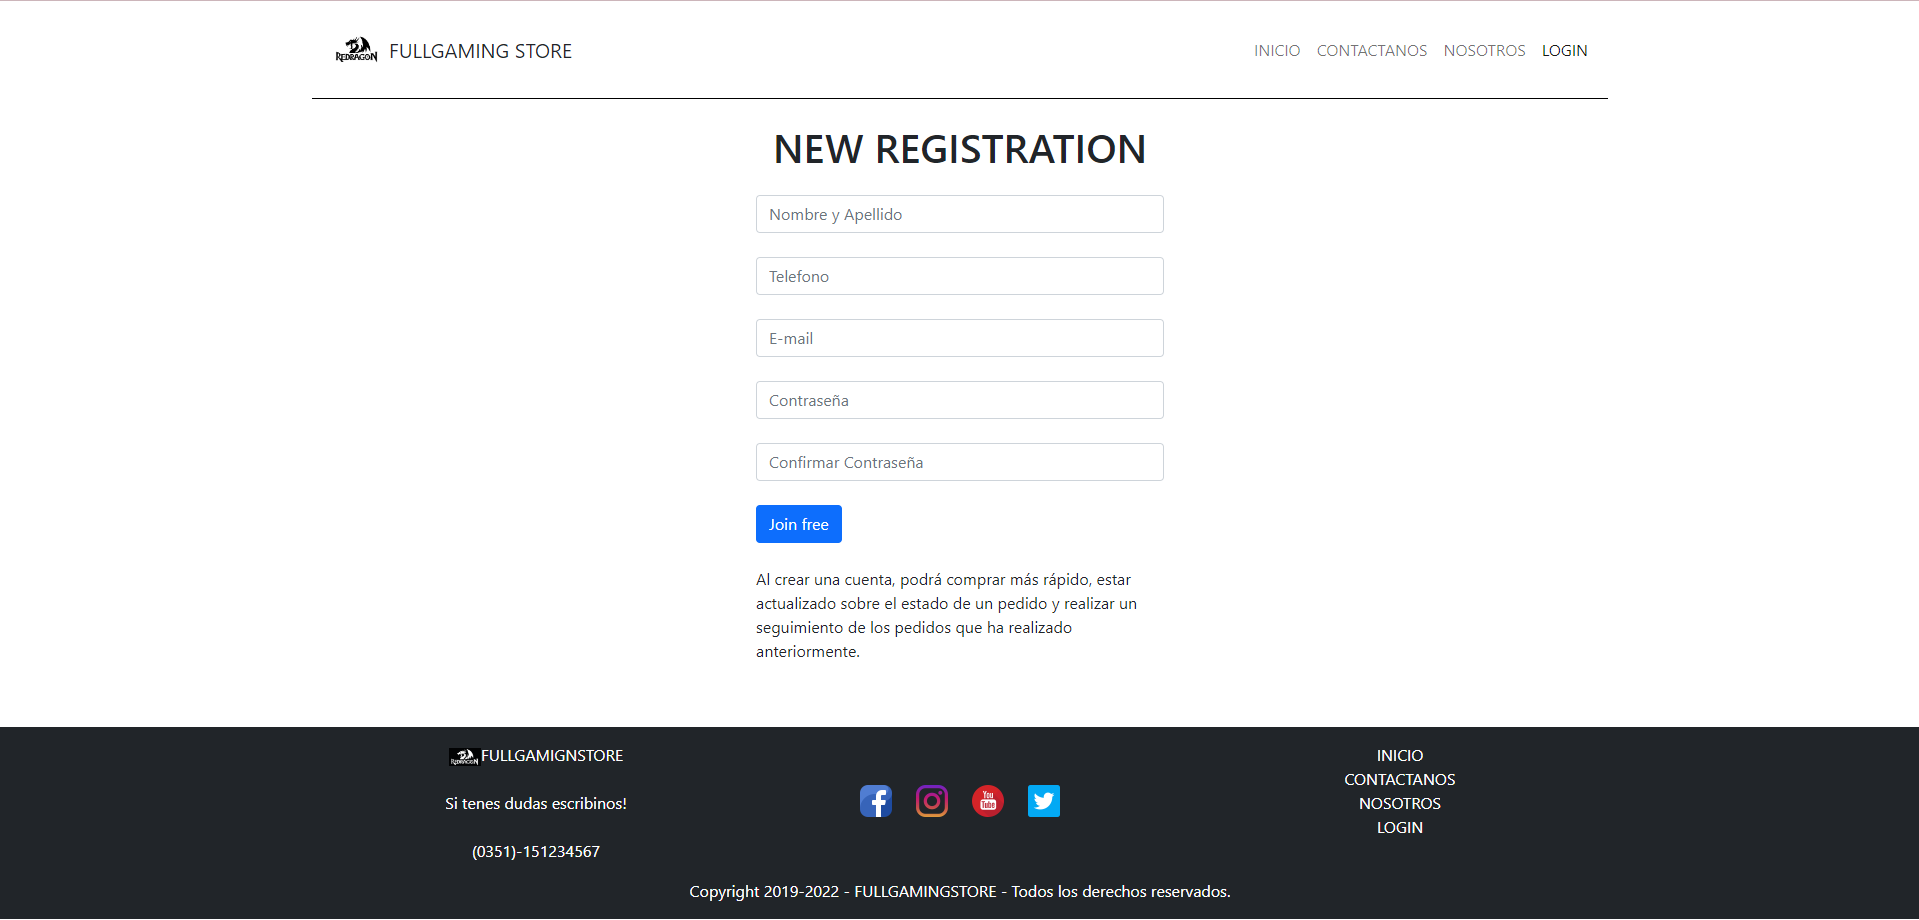 REDRAGON FULLGAMING STORE
INICIO CONTACTANOS NOSOTROS LOGIN
NEW REGISTRATION
Nombre y Apellido
Telefono
E-mail
Contraseña
Confirmar Contraseña
Join free
Al crear una cuenta, podrá comprar más rápido, estar
actualizado sobre el estado de un pedido y realizar un
seguimiento de los pedidos que ha realizado
anteriormente.
REDRAGON FULLGAMIGNSTORE
Si tenes dudas escribinos!
(0351)-151234567
You
Tube
INICIO
CONTACTANOS
NOSOTROS
LOGIN
Copyright 2019-2022 - FULLGAMINGSTORE - Todos los derechos reservados.